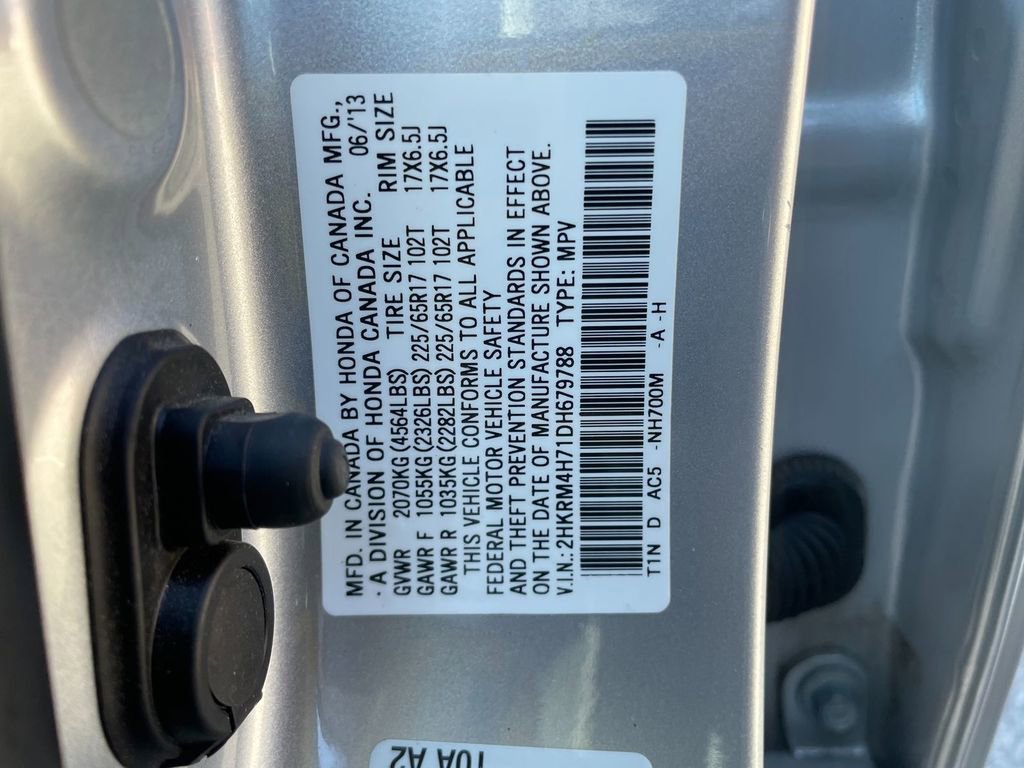 MFD. IN CANADA BY HONDA OF CANADA MFG.,
A DIVISION OF HONDA CANADA INC. 06/'13
GVWR 2070KG(4564LBS) TIRE SIZE RIM SIZE
GAWR F 1055KG(2326LBS) 225/65R17 102T 17X6.5J
GAWR R 1035KG(2282LBS) 225/65R17 102T 17X6.5J
THIS VEHICLE CONFORMS TO ALL APPLICABLE
FEDERAL MOTOR VEHICLE SAFETY
AND THEFT PREVENTION STANDARDS IN EFFECT
ON THE DATE OF MANUFACTURE SHOWN ABOVE.
V.I.N.:2HKRM4H71DH679788 TYPE: MPV
T1N D AC5 -NH700M -A -H
T0A A2